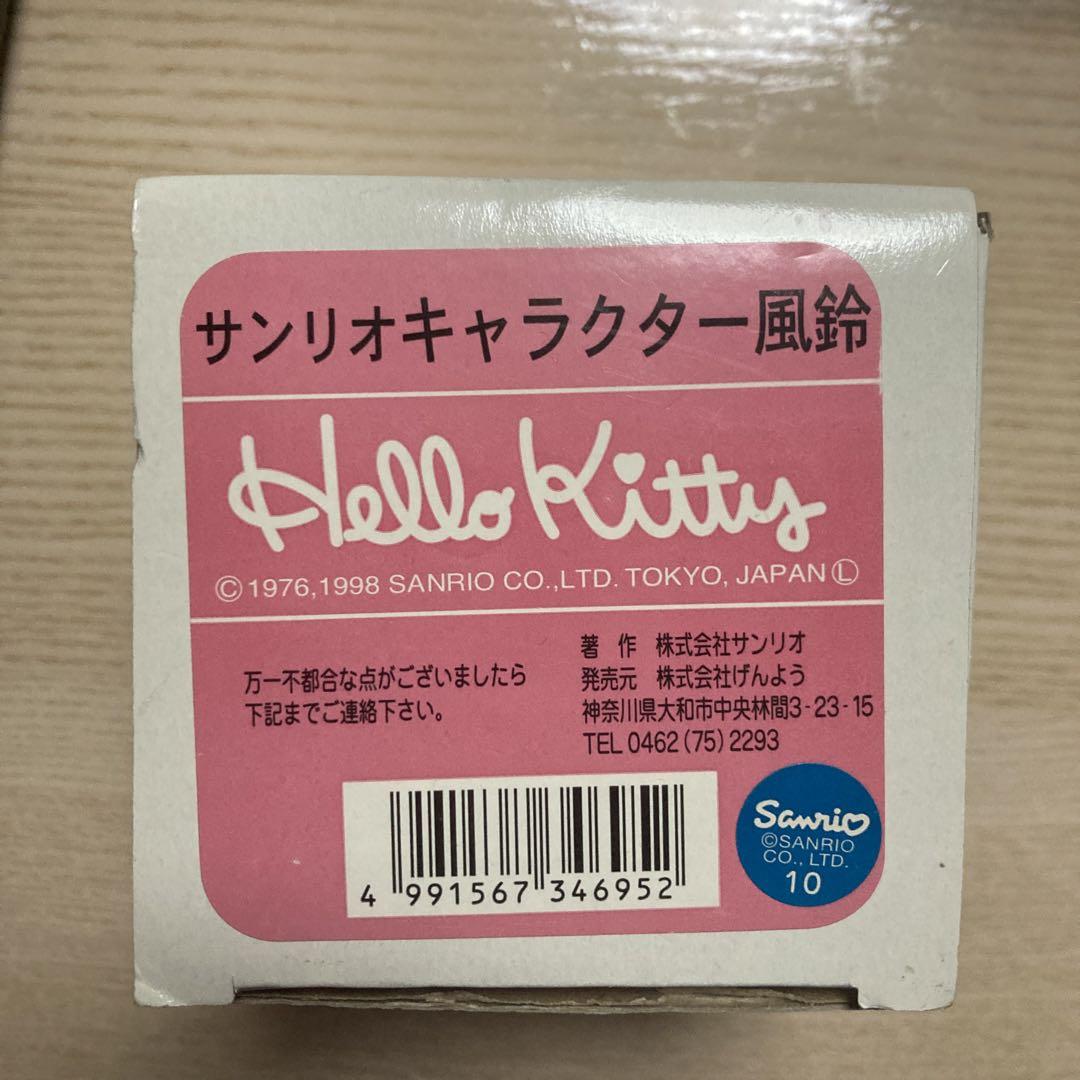 サンリオキャラクター風鈴
Hello Kitty
©1976,1998 SANRIO CO.,LTD. TOKYO, JAPAN Ⓛ
万一不都合な点がございましたら
下記までご連絡下さい。
著 作 株式会社サンリオ
発売元 株式会社げんよう
神奈川県大和市中央林間3-23-15
TEL 0462(75)2293
4 991567 346952
Sanrio
©SANRIO
CO., LTD.
10